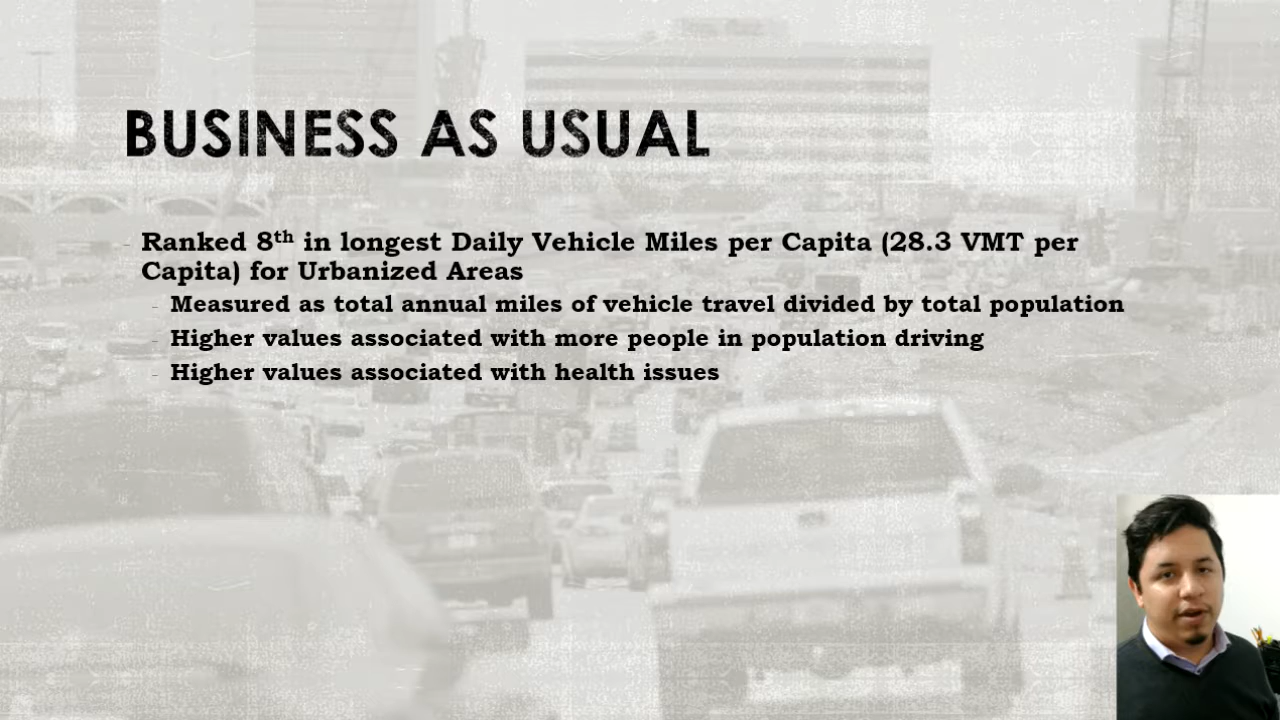 BUSINESS AS USUAL
- Ranked 8th in longest Daily Vehicle Miles per Capita (28.3 VMT per
Capita) for Urbanized Areas
- Measured as total annual miles of vehicle travel divided by total population
- Higher values associated with more people in population driving
- Higher values associated with health issues